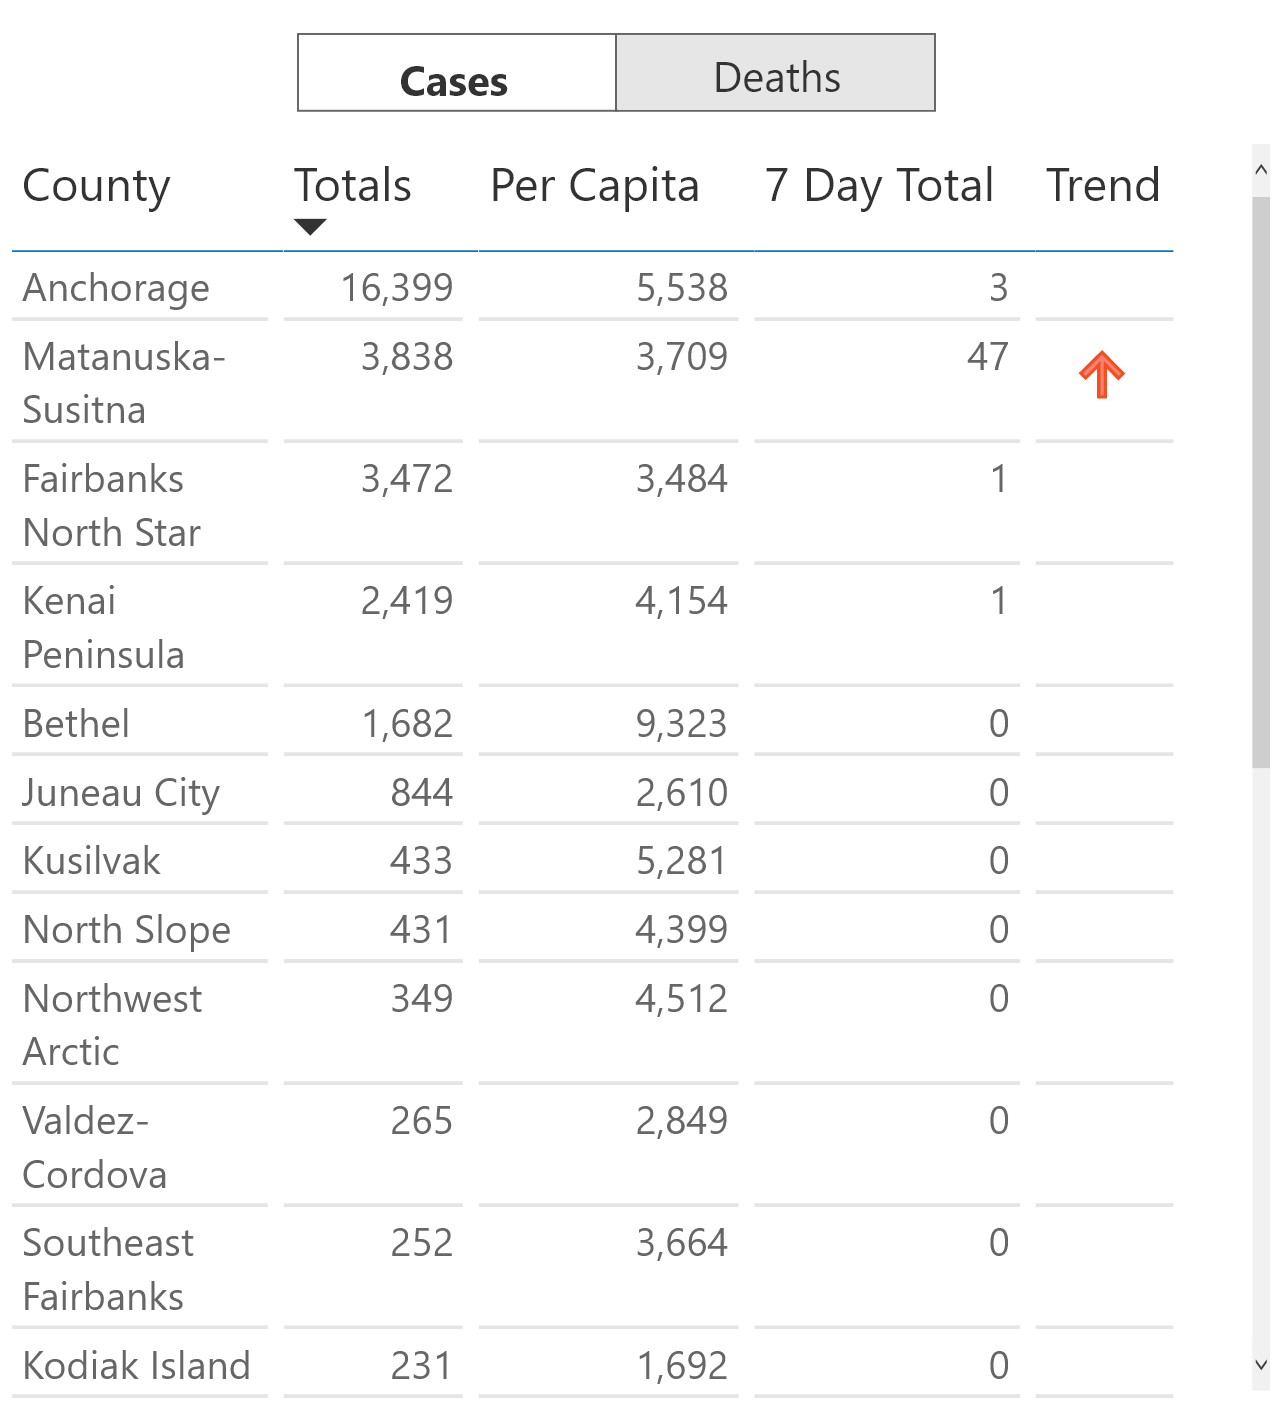 Cases Deaths
County Totals Per Capita 7 Day Total Trend
Anchorage 16,399 5,538 3
Matanuska- 3,838 3,709 47
Susitna
Fairbanks 3,472 3,484 1
North Star
Kenai 2,419 4,154 1
Peninsula
Bethel 1,682 9,323 0
Juneau City 844 2,610 0
Kusilvak 433 5,281 0
North Slope 431 4,399 0
Northwest 349 4,512 0
Arctic
Valdez- 265 2,849 0
Cordova
Southeast 252 3,664 0
Fairbanks
Kodiak Island 231 1,692 0